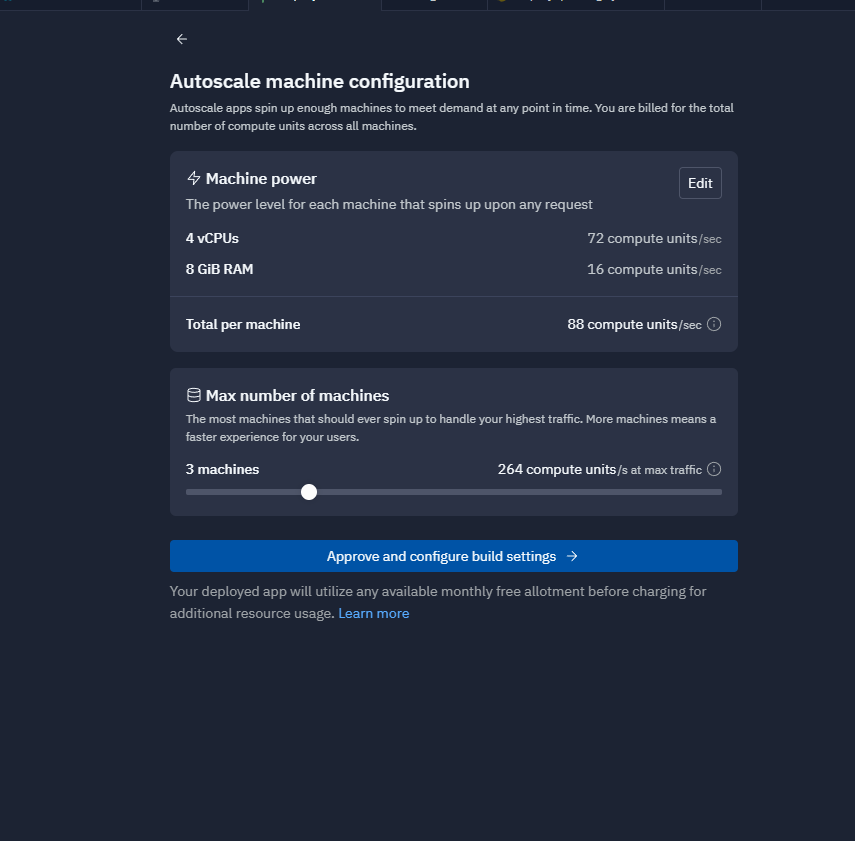 Autoscale machine configuration
Autoscale apps spin up enough machines to meet demand at any point in time. You are billed for the total
number of compute units across all machines.
Machine power
Edit
The power level for each machine that spins up upon any request
4 vCPUs
72 compute units/sec
8 GiB RAM
16 compute units/sec
Total per machine
88 compute units/sec
Max number of machines
The most machines that should ever spin up to handle your highest traffic. More machines means a
faster experience for your users.
3 machines
264 compute units/s at max traffic
Approve and configure build settings
Your deployed app will utilize any available monthly free allotment before charging for
additional resource usage. Learn more